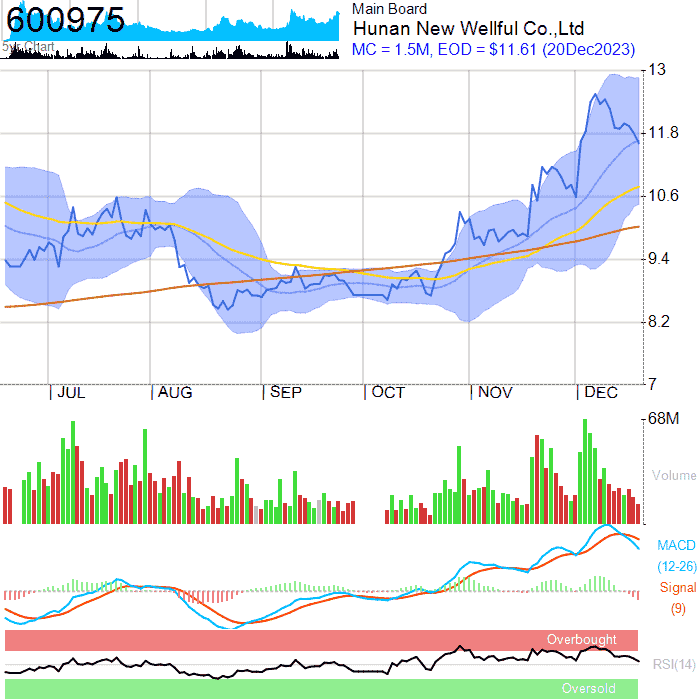 600975
5yr Chart
Main Board
Hunan New Wellful Co.,Ltd
MC = 1.5M, EOD = $11.61 (20Dec2023)
13
11.8
10.6
9.4
8.2
7
JUL AUG SEP OCT NOV DEC
68M
Volume
MACD
(12-26)
Signal
(9)
Overbought
RSI(14)
Oversold